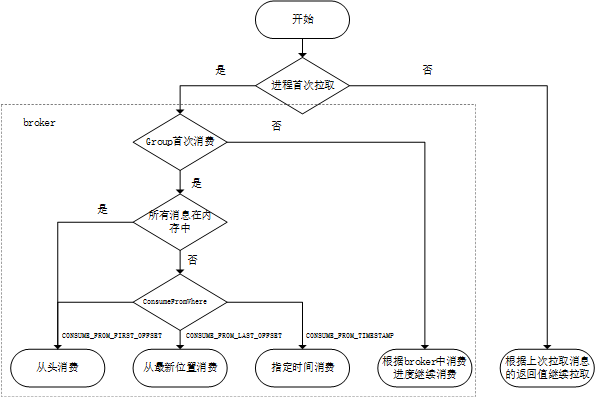 开始
进程首次拉取
是
否
broker
Group首次消费
否
是
所有消息在内
存中
是
否
ConsumeFromWhere
CONSUME_FROM_FIRST_OFFSET
CONSUME_FROM_LAST_OFFSET
CONSUME_FROM_TIMESTAMP
从头消费
从最新位置消费
指定时间消费
根据broker中消费
进度继续消费
根据上次拉取消息
的返回值继续拉取